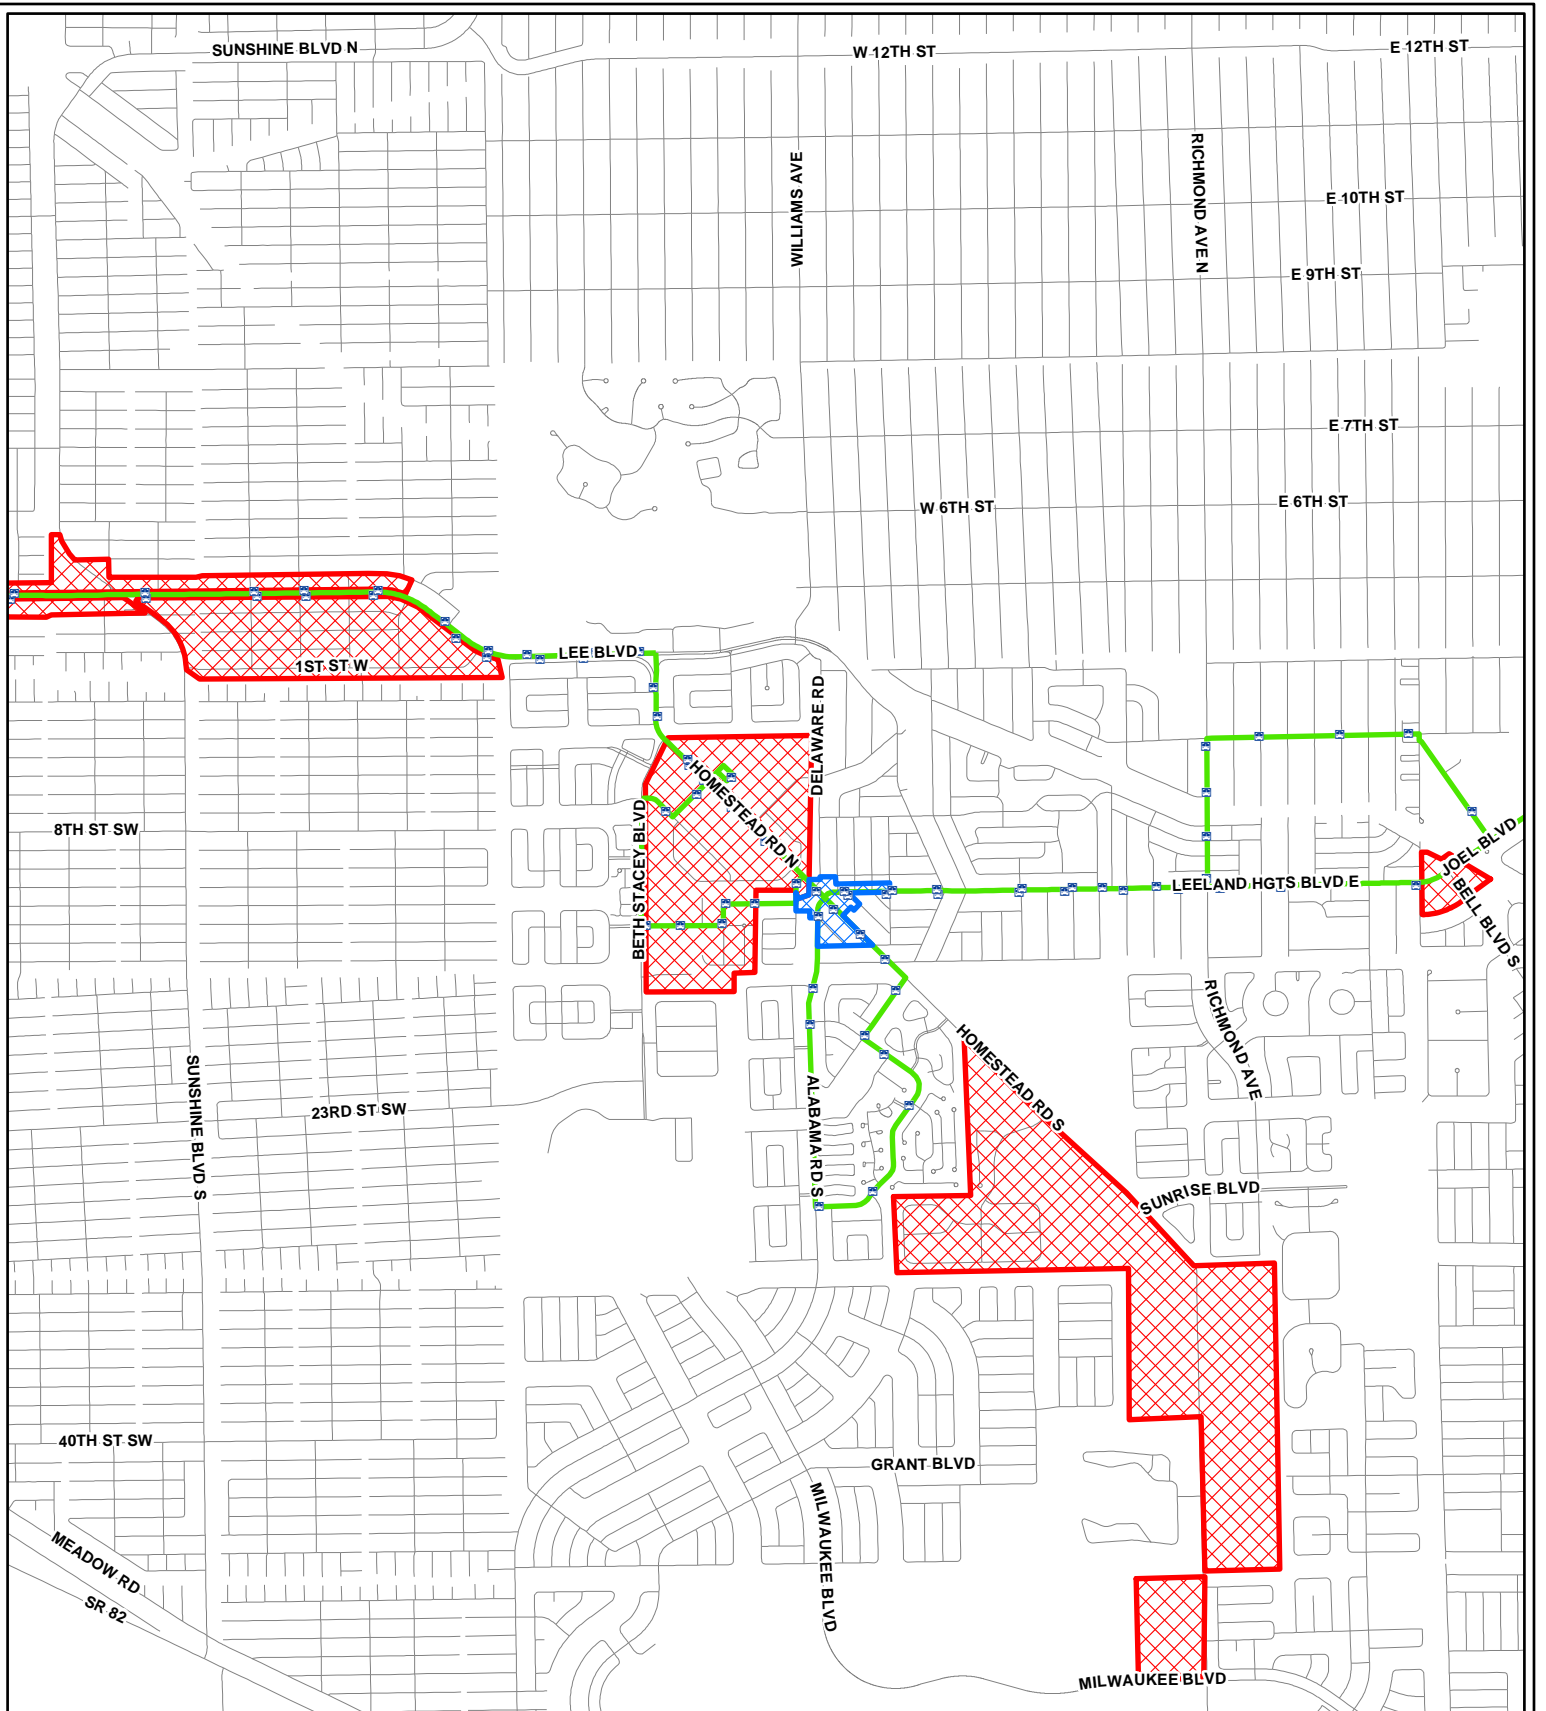 SUNSHINE BLVD N
W 12TH ST
E 12TH ST
WILLIAMS AVE
RICHMOND AVE N
E 10TH ST
E 9TH ST
E 7TH ST
W 6TH ST
E 6TH ST
LEE BLVD
1ST ST W
DELAWARE RD
HOMESTEAD RD N
BETH STACEY BLVD
8TH ST SW
JOEL BLVD
LEELAND HGTS BLVD E
BELL BLVD S
RICHMOND AVE
HOMESTEAD RD S
SUNSHINE BLVD S
23RD ST SW
ALABAMA RD S
SUNRISE BLVD
40TH ST SW
GRANT BLVD
MILWAUKEE BLVD
MEADOW RD
SR 82
MILWAUKEE BLVD